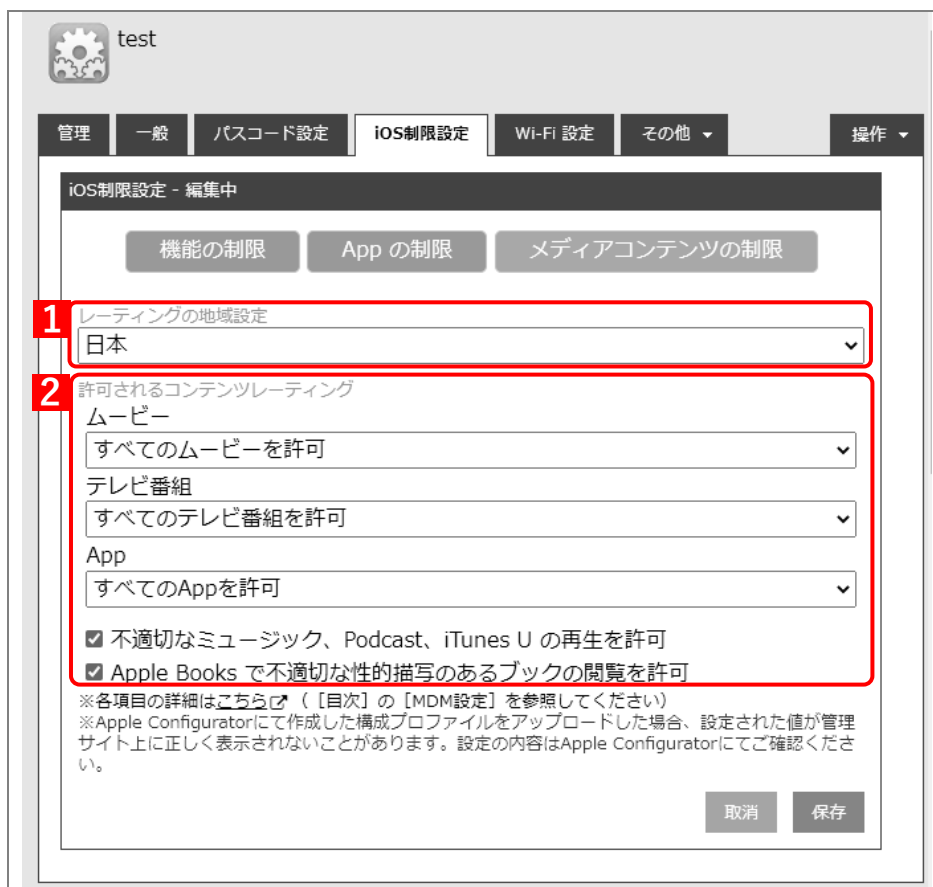 test
管理 一般 パスコード設定 iOS制限設定 Wi-Fi 設定 その他 操作
iOS制限設定 - 編集中
機能の制限 App の制限 メディアコンテンツの制限
1
レーティングの地域設定
日本
2
許可されるコンテンツレーティング
ムービー
すべてのムービーを許可
テレビ番組
すべてのテレビ番組を許可
App
すべてのAppを許可
不適切なミュージック、Podcast、iTunes U の再生を許可
Apple Books で不適切な性的描写のあるブックの閲覧を許可
※各項目の詳細はこちら（［目次］の［MDM設定］を参照してください）
※Apple Configuratorにて作成した構成プロファイルをアップロードした場合、設定された値が管理
サイト上に正しく表示されないことがあります。設定の内容はApple Configuratorにてご確認くださ
い。
取消 保存